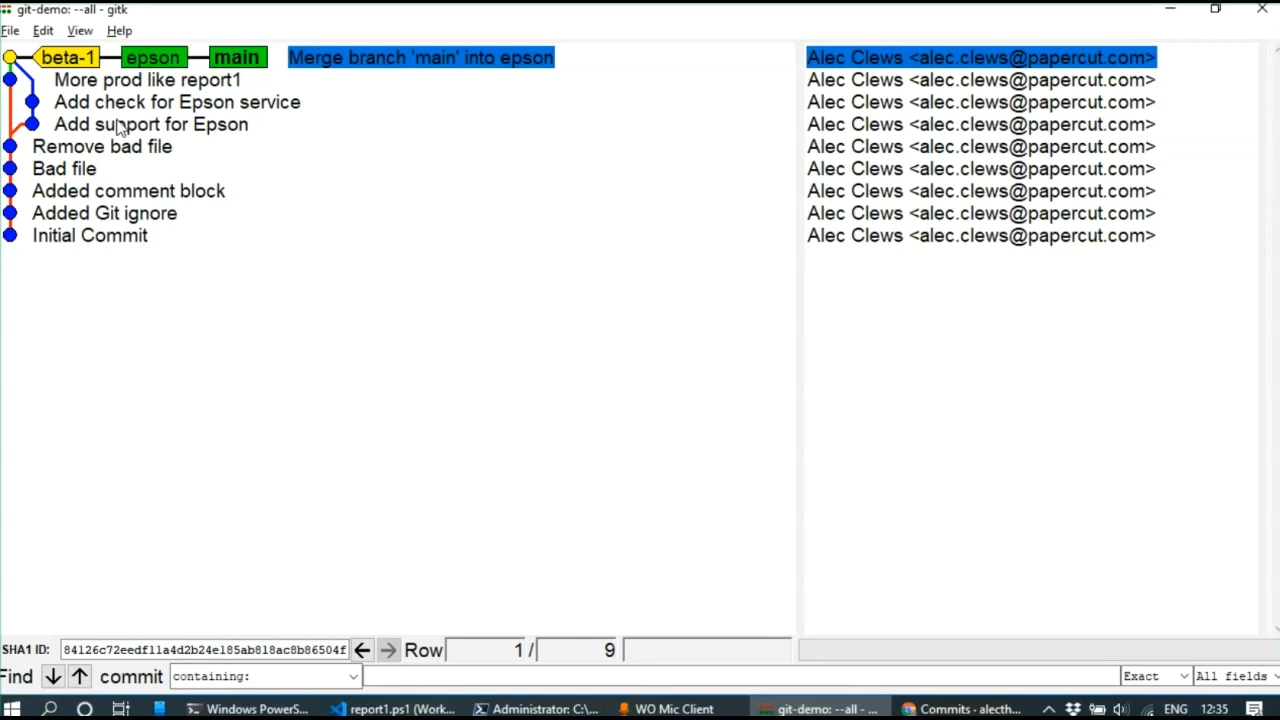 git-demo: --all - gitk
File Edit View Help
beta-1 epson main Merge branch 'main' into epson Alec Clews <alec.clews@papercut.com>
More prod like report1 Alec Clews <alec.clews@papercut.com>
Add check for Epson service Alec Clews <alec.clews@papercut.com>
Add support for Epson Alec Clews <alec.clews@papercut.com>
Remove bad file Alec Clews <alec.clews@papercut.com>
Bad file Alec Clews <alec.clews@papercut.com>
Added comment block Alec Clews <alec.clews@papercut.com>
Added Git ignore Alec Clews <alec.clews@papercut.com>
Initial Commit Alec Clews <alec.clews@papercut.com>
SHA1 ID: 84126c72eedf11a4d2b24e185ab818ac8b86504f Row 1 / 9
Find commit containing: Exact All fields
Windows PowerS... report1.ps1 (Work... Administrator: C:\... WO Mic Client git-demo: --all - ... Commits - alecth... ENG 12:35